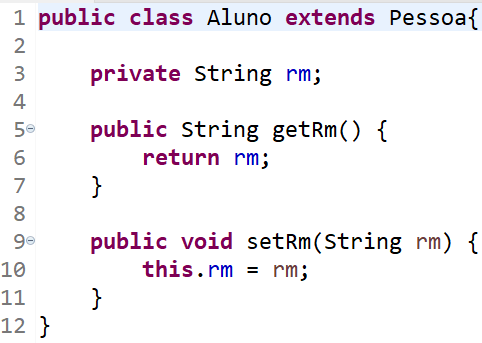 1 public class Aluno extends Pessoa{
2
3     private String rm;
4
5     public String getRm() {
6         return rm;
7     }
8
9     public void setRm(String rm) {
10         this.rm = rm;
11     }
12 }